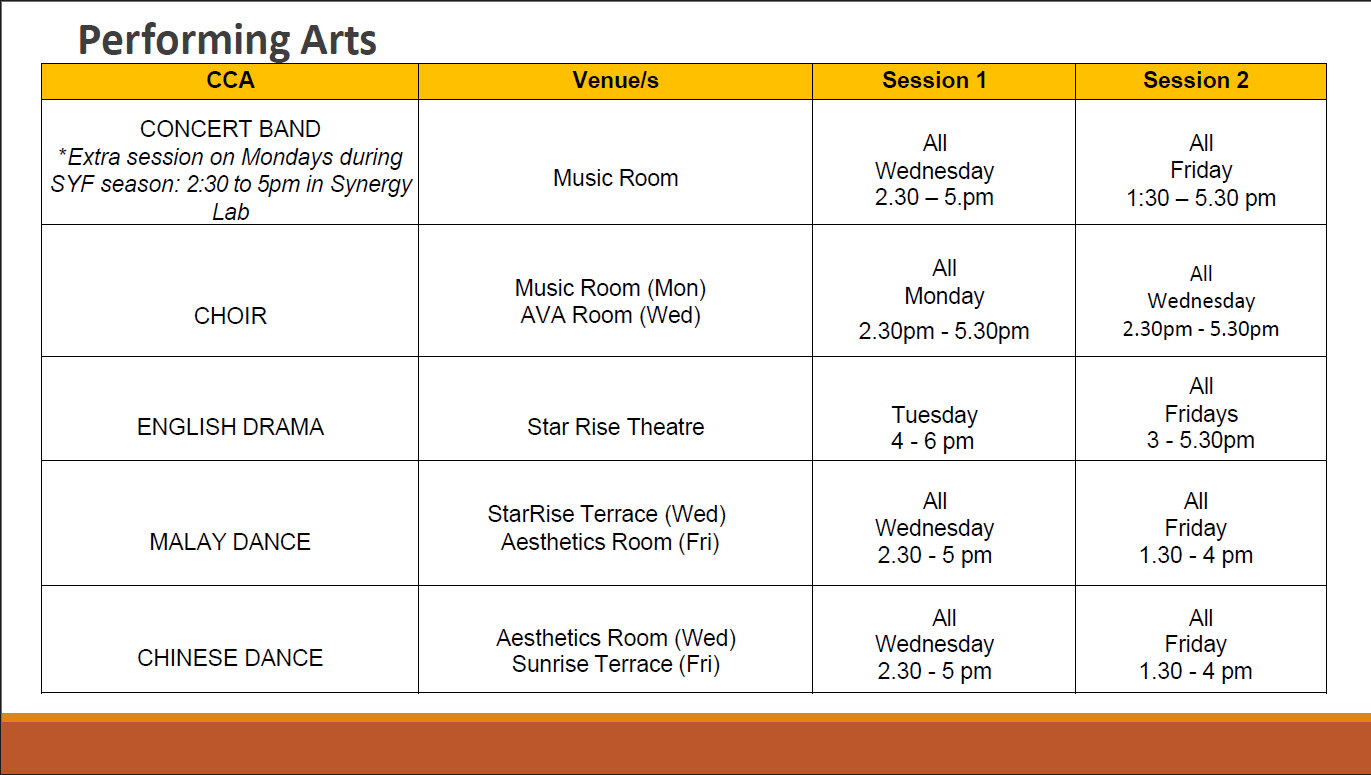 Performing Arts
CCA
Venue/s
Session 1
Session 2
CONCERT BAND
*Extra session on Mondays during
SYF season: 2:30 to 5pm in Synergy
Lab
Music Room
All
Wednesday
2.30 – 5.pm
All
Friday
1:30 – 5.30 pm
CHOIR
Music Room (Mon)
AVA Room (Wed)
All
Monday
2.30pm - 5.30pm
All
Wednesday
2.30pm - 5.30pm
ENGLISH DRAMA
Star Rise Theatre
Tuesday
4 - 6 pm
All
Fridays
3 - 5.30pm
MALAY DANCE
StarRise Terrace (Wed)
Aesthetics Room (Fri)
All
Wednesday
2.30 - 5 pm
All
Friday
1.30 - 4 pm
CHINESE DANCE
Aesthetics Room (Wed)
Sunrise Terrace (Fri)
All
Wednesday
2.30 - 5 pm
All
Friday
1.30 - 4 pm